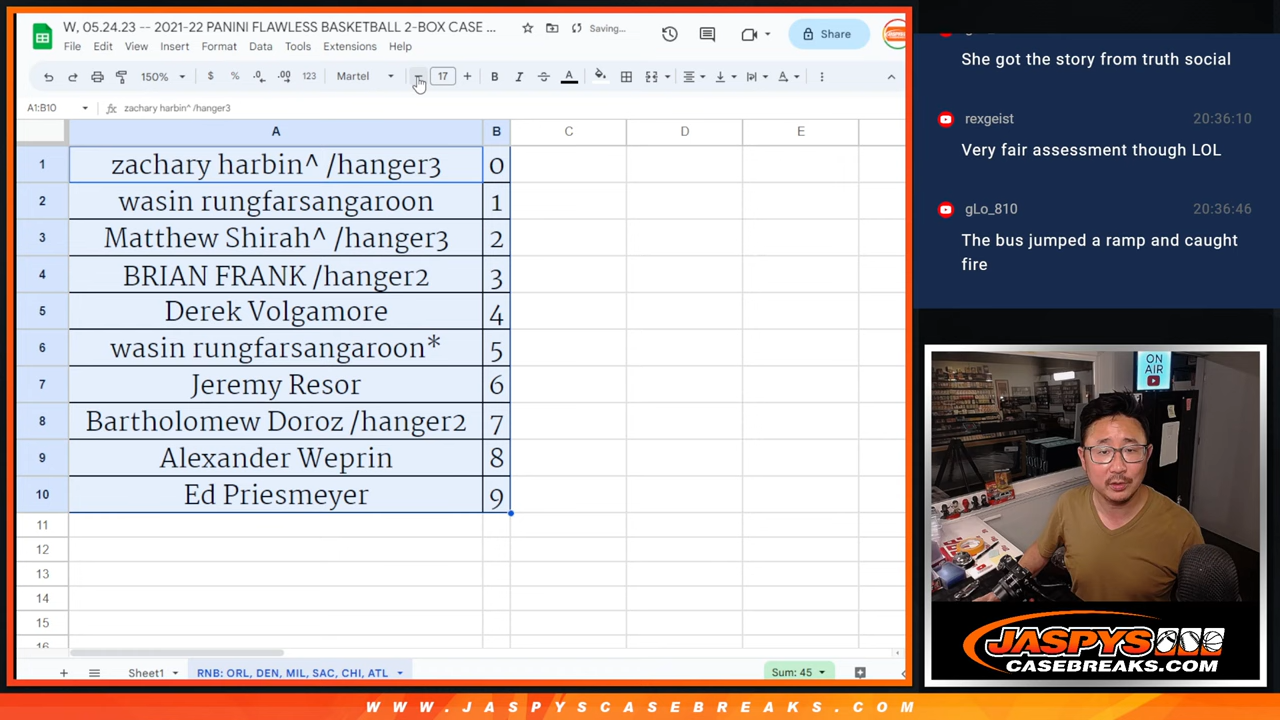 W, 05.24.23 -- 2021-22 PANINI FLAWLESS BASKETBALL 2-BOX CASE ...
Saving...
Share
File Edit View Insert Format Data Tools Extensions Help
150% $ % .0 .00 123 Martel 17 B I A
A1:B10 fx zachary harbin^ /hanger3
A B C D E
1 zachary harbin^ /hanger3 0
2 wasin rungfarsangaroon 1
3 Matthew Shirah^ /hanger3 2
4 BRIAN FRANK /hanger2 3
5 Derek Volgamore 4
6 wasin rungfarsangaroon* 5
7 Jeremy Resor 6
8 Bartholomew Doroz /hanger2 7
9 Alexander Weprin 8
10 Ed Priesmeyer 9
11
12
13
14
15
16
Sheet1 RNB: ORL, DEN, MIL, SAC, CHI, ATL Sum: 45
She got the story from truth social
rexgeist 20:36:10
Very fair assessment though LOL
gLo_810 20:36:46
The bus jumped a ramp and caught
fire
ON
AIR
JASPYS
CASEBREAKS.COM
WWW.JASPYSCASEBREAKS.COM